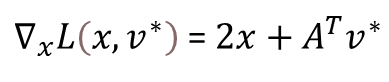 ∇ₓL(x, v*) = 2x + Aᵀv*